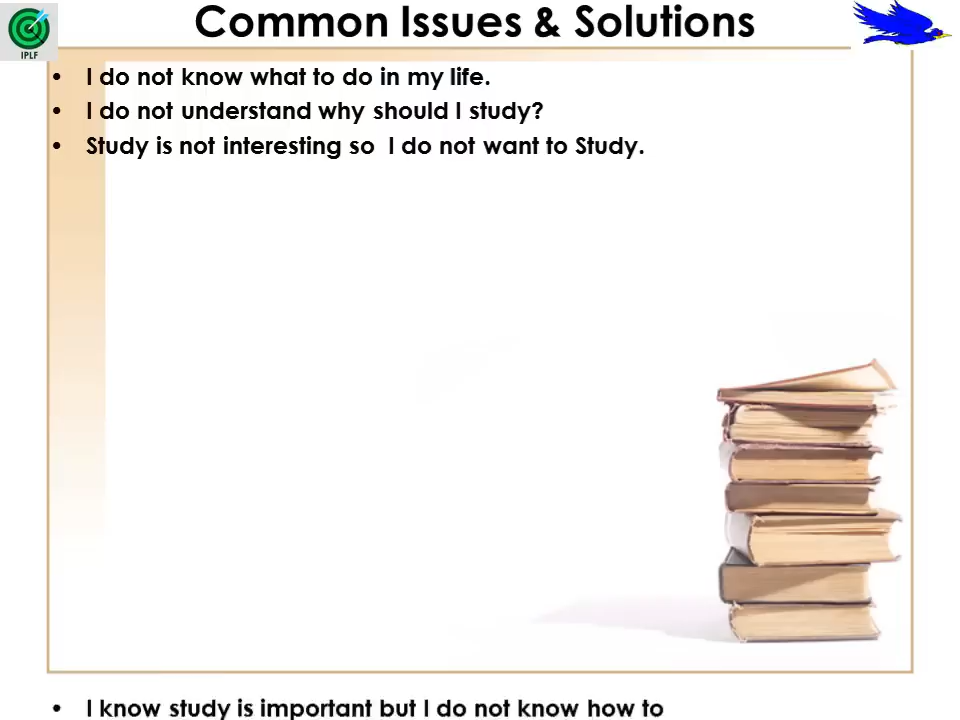 Common Issues & Solutions
IPLF
• I do not know what to do in my life.
• I do not understand why should I study?
• Study is not interesting so  I do not want to Study.
• I know study is important but I do not know how to